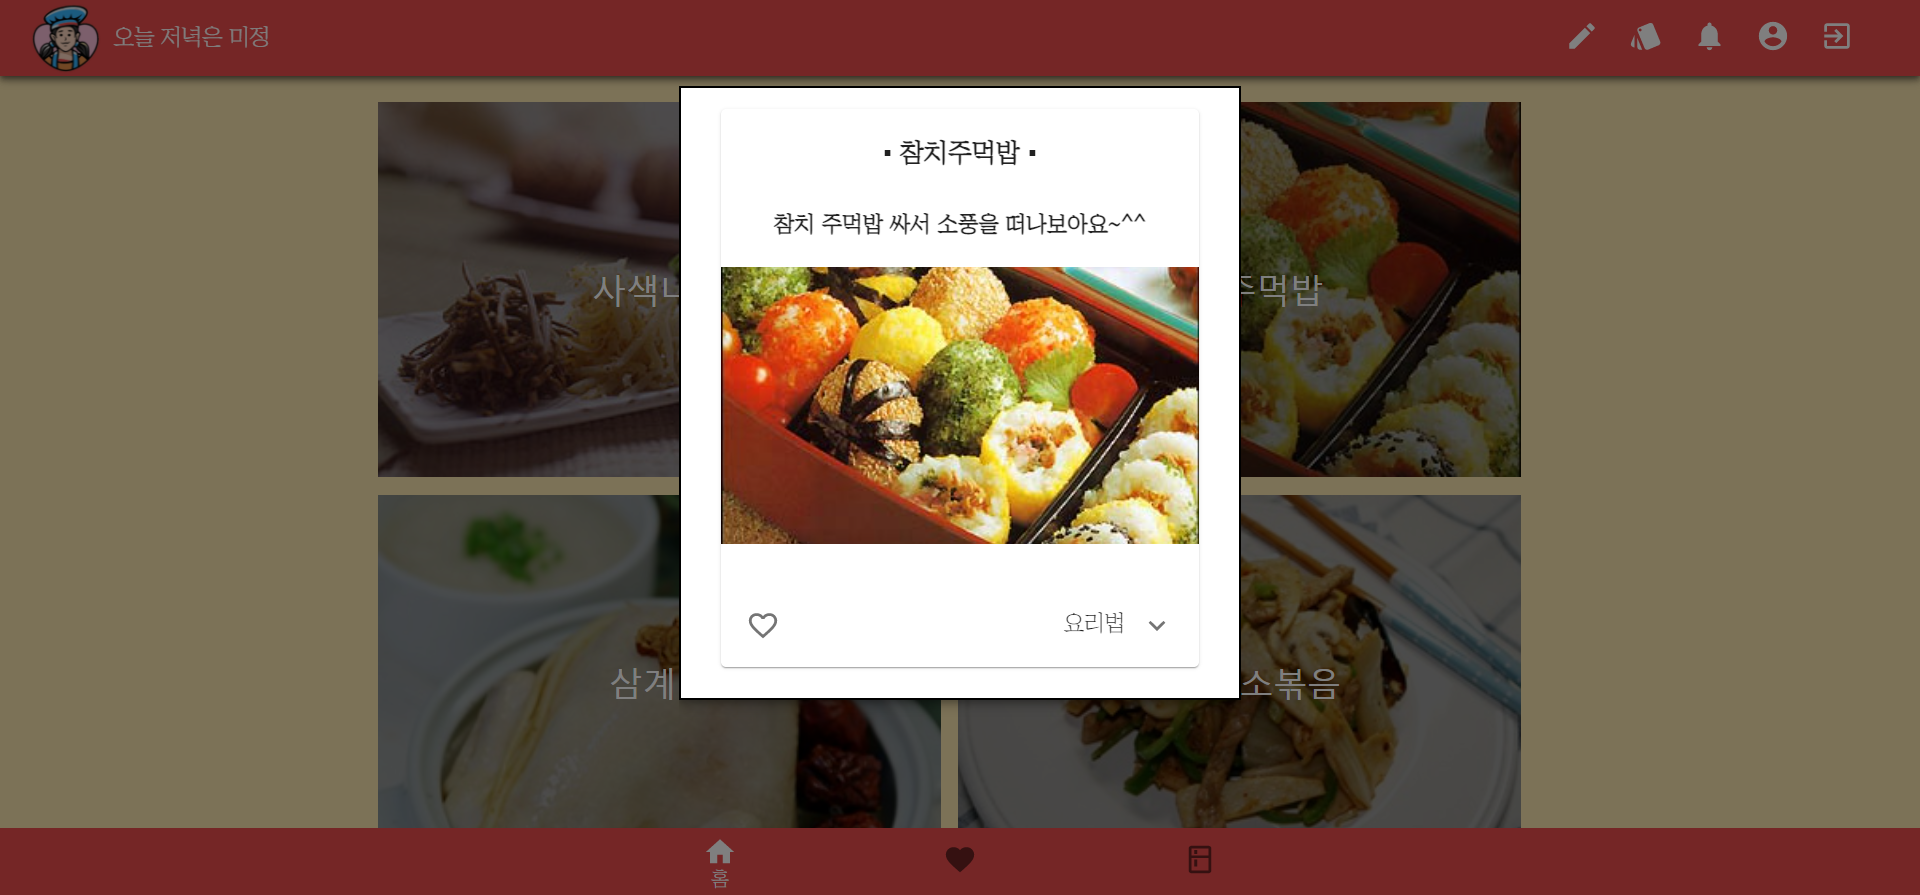 오늘 저녁은 미정
▪ 참치주먹밥 ▪
참치 주먹밥 싸서 소풍을 떠나보아요~^^
사색
주먹밥
요리법
삼계
소볶음
홈